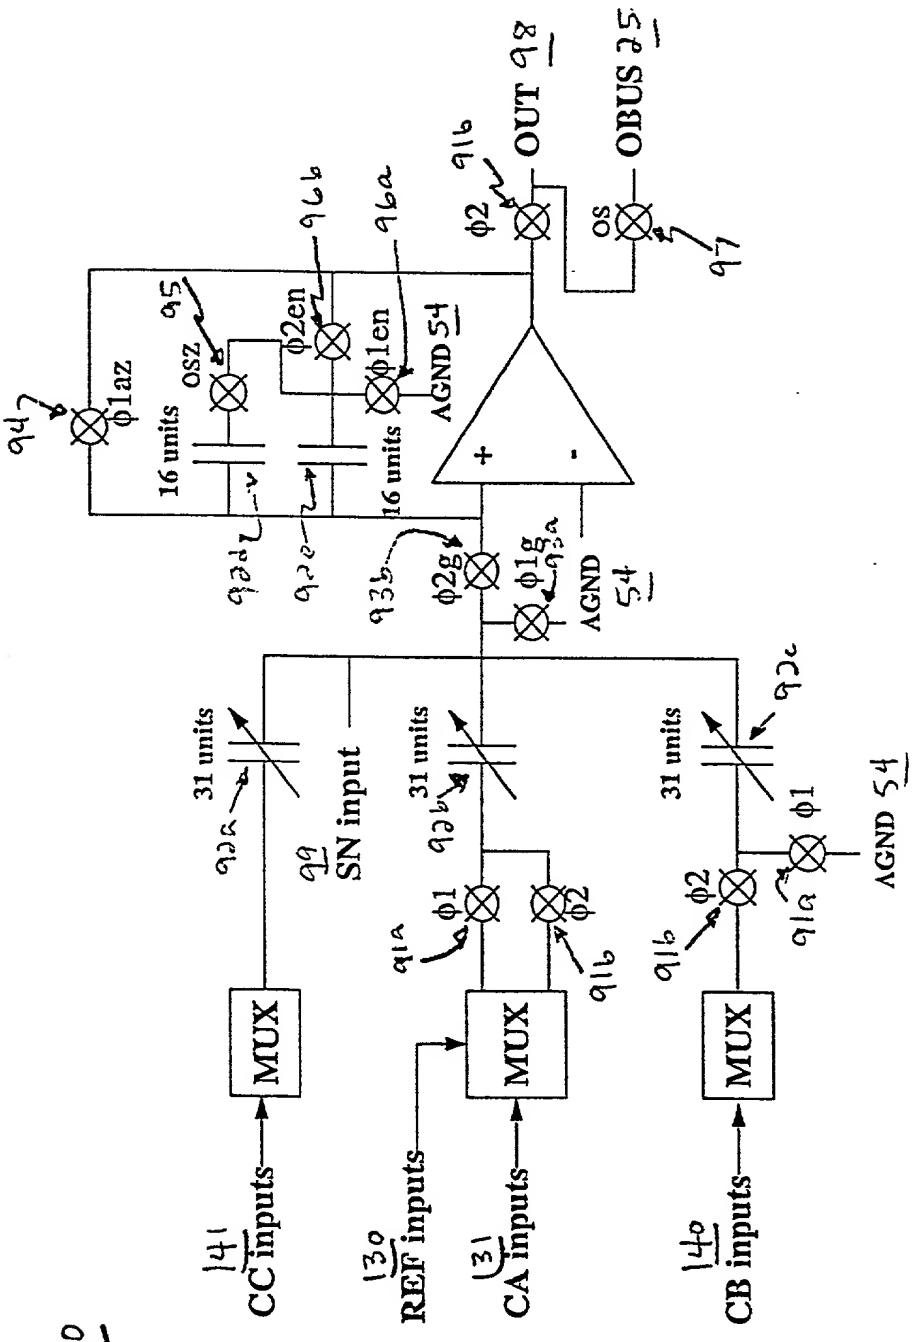 94
ϕ1az
16 units
osz
95
92d
ϕ2en
96b
92e
16 units
ϕ1en
96a
AGND 54
93b
ϕ2g
ϕ1g
93a
AGND
54
+
-
ϕ2
91b
OUT 98
os
97
OBUS 25
141
CC inputs
MUX
31 units
92a
99
SN input
130
REF inputs
131
CA inputs
MUX
91a
ϕ1
ϕ2
91b
31 units
92b
140
CB inputs
MUX
ϕ2
91b
ϕ1
91a
AGND 54
31 units
92c